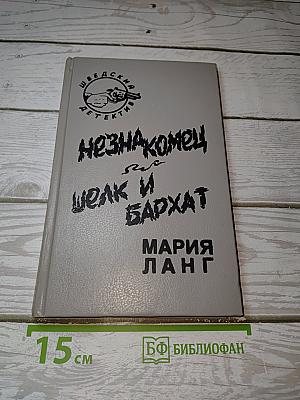 ШВЕДСКИЙ
ДЕТЕКТИВ
НЕЗНАКОМЕЦ
ШЕЛК И
БАРХАТ
МАРИЯ
ЛАНГ
15 см
БФ БИБЛИОФАН